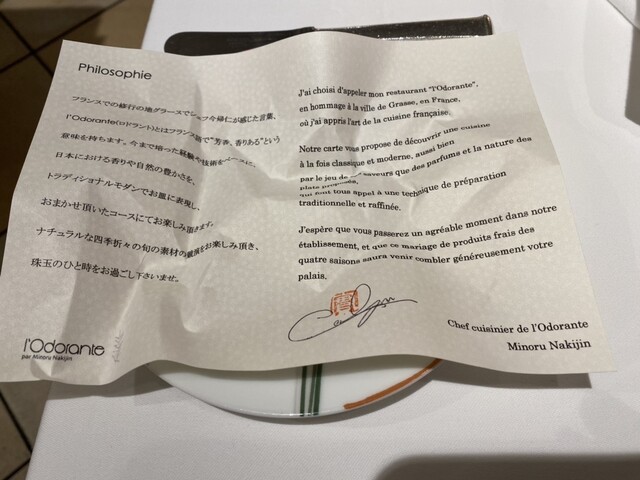 Philosophie
フランスでの修行の地グラースでシェフ今帰仁が感じた言葉、
l'Odorante(ロドラント)とはフランス語で"芳香、香りある"という
意味を持ちます。今まで培った経験や技術をベースに、
日本における香りや自然の豊かさを、
トラディショナルモダンでお皿に表現し、
おまかせ頂いたコースにてお楽しみ頂きます。
ナチュラルな四季折々の旬の素材の饗宴をお楽しみ頂き、
珠玉のひと時をお過ごし下さいませ。
l'Odorante
par Minoru Nakijin
J'ai choisi d'appeler mon restaurant "l'Odorante",
en hommage à la ville de Grasse, en France,
où j'ai appris l'art de la cuisine française.
Notre carte vous propose de découvrir une cuisine
à la fois classique et moderne, aussi bien
par le jeu de saveurs que des parfums et la nature des
plats proposés,
qui font tous appel à une technique de préparation
traditionnelle et raffinée.
J'espère que vous passerez un agréable moment dans notre
établissement, et que ce mariage de produits frais des
quatre saisons saura venir combler généreusement votre
palais.
Chef cuisinier de l'Odorante
Minoru Nakijin